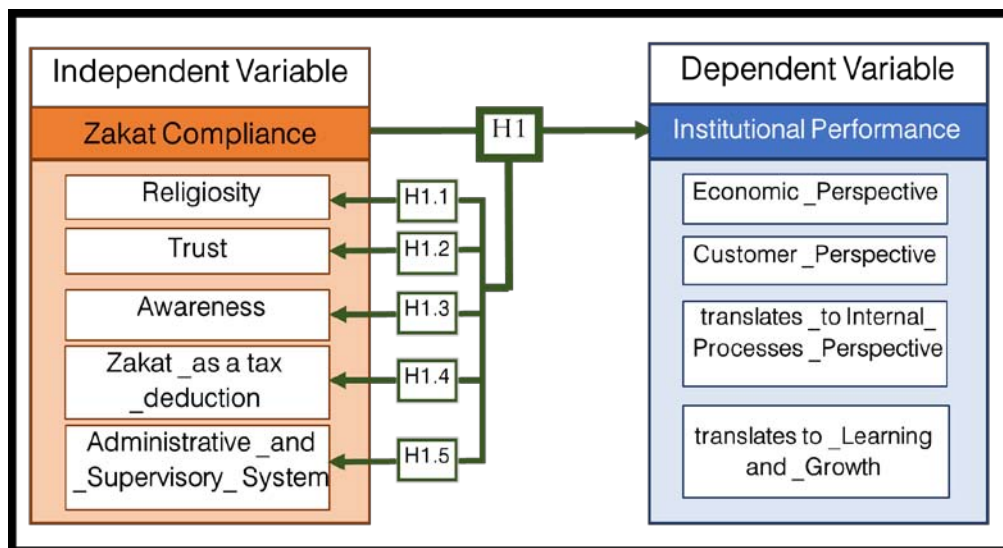 Independent Variable
Zakat Compliance
Religiosity
Trust
Awareness
Zakat _as a tax
_deduction
Administrative _and
_Supervisory_ System
H1
H1.1
H1.2
H1.3
H1.4
H1.5
Dependent Variable
Institutional Performance
Economic _Perspective
Customer _Perspective
translates _to Internal_
Processes _Perspective
translates to _Learning
and _Growth